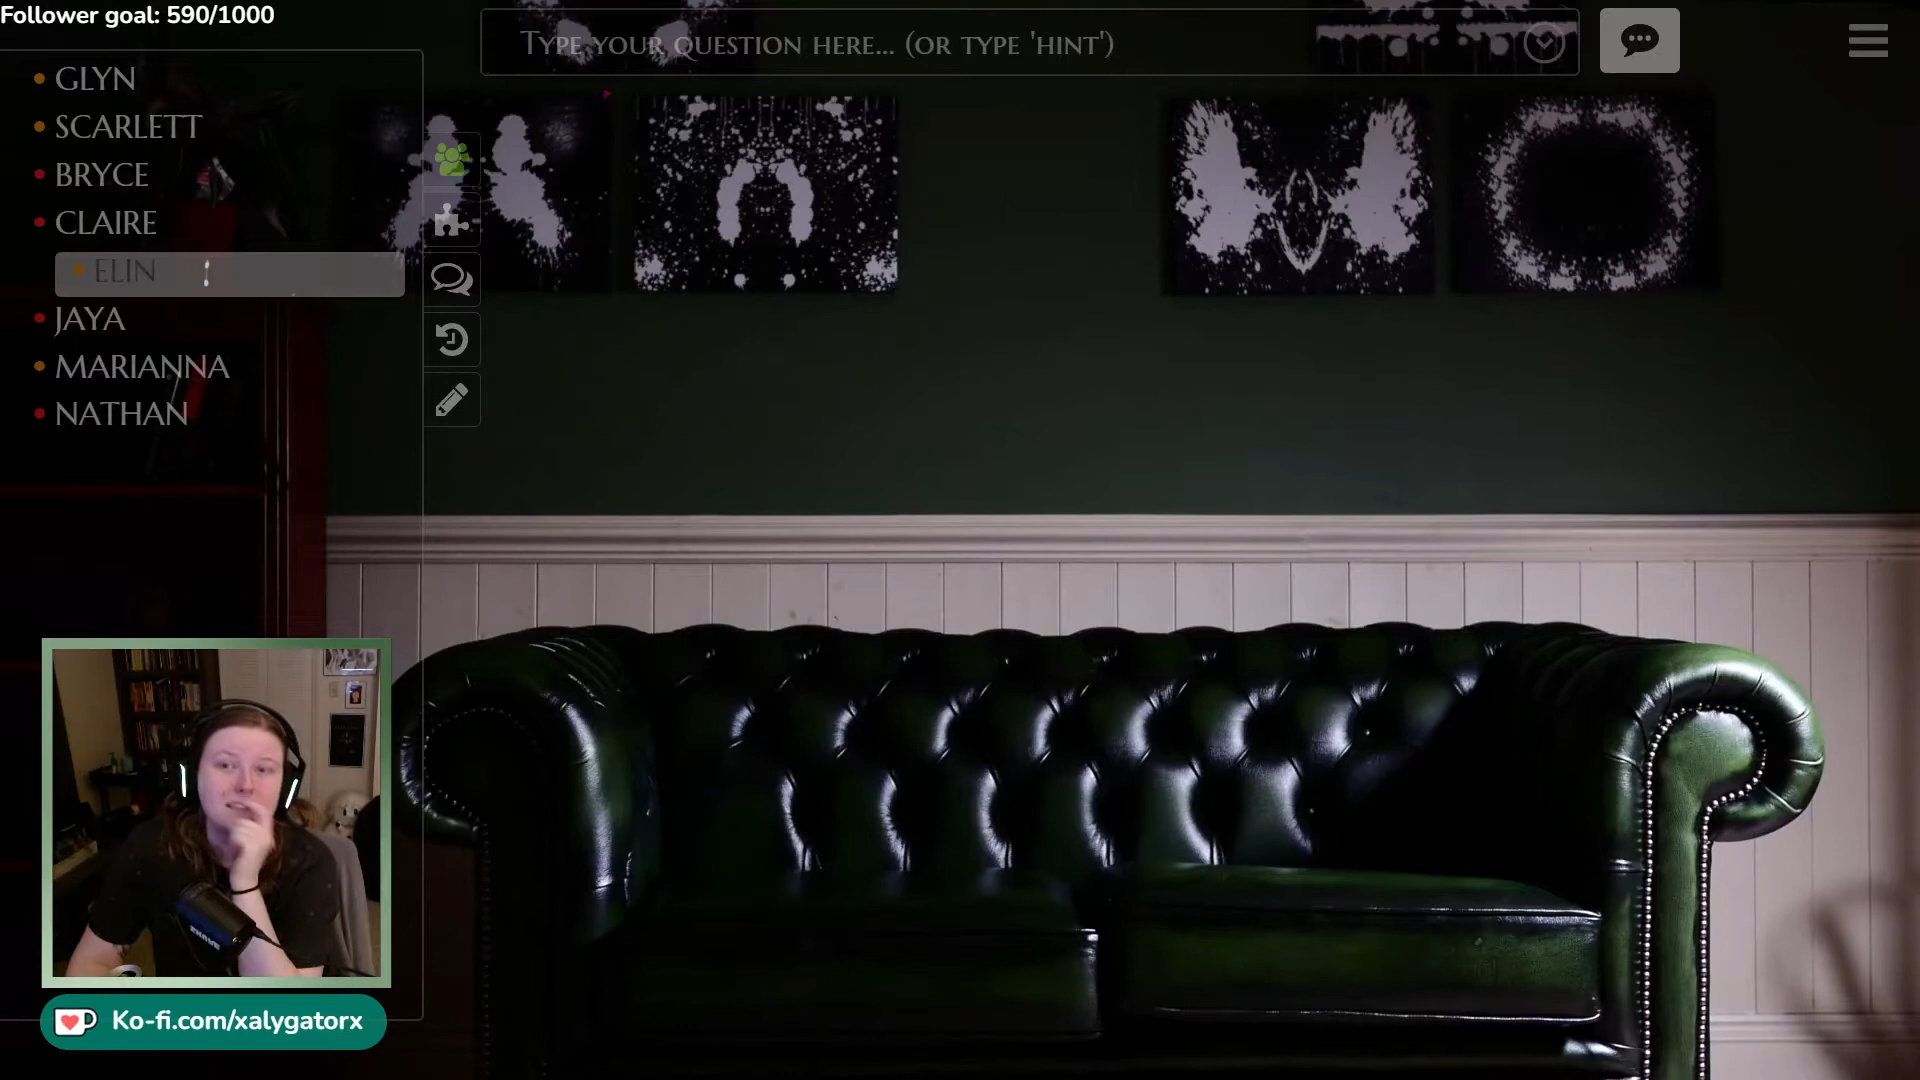 Follower goal: 590/1000
Type your question here... (or type 'hint')
GLYN
SCARLETT
BRYCE
CLAIRE
ELIN
JAYA
MARIANNA
NATHAN
SHURE
Ko-fi.com/xalygatorx